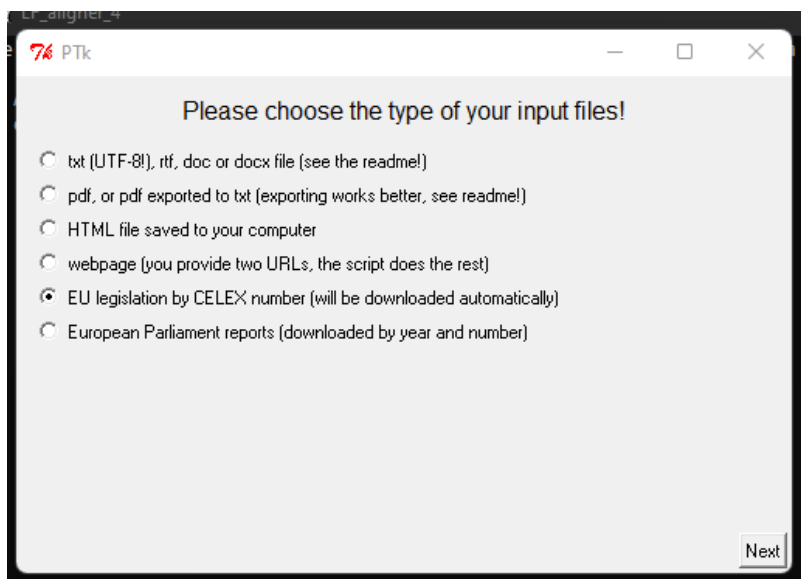 LF_aligner_4
PTk
Please choose the type of your input files!
txt (UTF-8!), rtf, doc or docx file (see the readme!)
pdf, or pdf exported to txt (exporting works better, see readme!)
HTML file saved to your computer
webpage (you provide two URLs, the script does the rest)
EU legislation by CELEX number (will be downloaded automatically)
European Parliament reports (downloaded by year and number)
Next